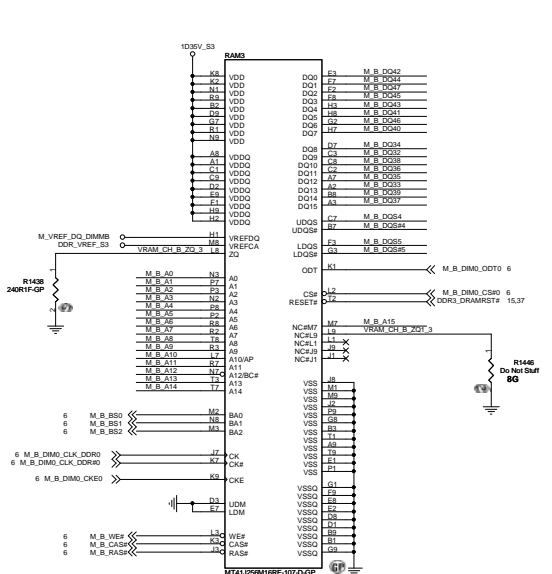 1D35V_S3
RAM3
K8 VDD
K2 VDD
N1 VDD
R9 VDD
B2 VDD
D9 VDD
G7 VDD
R1 VDD
N9 VDD
A8 VDDQ
A1 VDDQ
C1 VDDQ
C9 VDDQ
D2 VDDQ
E9 VDDQ
F1 VDDQ
H9 VDDQ
H2 VDDQ
M_VREF_DQ_DIMMB H1 VREFDQ
DDR_VREF_S3 M8 VREFCA
VRAM_CH_B_ZQ_3 L8 ZQ
R1438
240R1F-GP
1
2
M_B_A0 N3 A0
M_B_A1 P7 A1
M_B_A2 P3 A2
M_B_A3 N2 A3
M_B_A4 P8 A4
M_B_A5 P2 A5
M_B_A6 R8 A6
M_B_A7 R2 A7
M_B_A8 T8 A8
M_B_A9 R3 A9
M_B_A10 L7 A10/AP
M_B_A11 R7 A11
M_B_A12 N7 A12/BC#
M_B_A13 T3 A13
M_B_A14 T7 A14
6 M_B_BS0 M2 BA0
6 M_B_BS1 N8 BA1
6 M_B_BS2 M3 BA2
6 M_B_DIM0_CLK_DDR0 J7 CK
6 M_B_DIM0_CLK_DDR#0 K7 CK#
6 M_B_DIM0_CKE0 K9 CKE
D3 UDM
E7 LDM
6 M_B_WE# L3 WE#
6 M_B_CAS# K3 CAS#
6 M_B_RAS# J3 RAS#
DQ0 E3 M_B_DQ42
DQ1 F7 M_B_DQ44
DQ2 F2 M_B_DQ47
DQ3 F8 M_B_DQ45
DQ4 H3 M_B_DQ43
DQ5 H8 M_B_DQ41
DQ6 G2 M_B_DQ46
DQ7 H7 M_B_DQ40
DQ8 D7 M_B_DQ34
DQ9 C3 M_B_DQ32
DQ10 C8 M_B_DQ38
DQ11 C2 M_B_DQ36
DQ12 A7 M_B_DQ35
DQ13 A2 M_B_DQ33
DQ14 B8 M_B_DQ39
DQ15 A3 M_B_DQ37
UDQS C7 M_B_DQS4
UDQS# B7 M_B_DQS#4
LDQS F3 M_B_DQS5
LDQS# G3 M_B_DQS#5
ODT K1 M_B_DIM0_ODT0 6
CS# L2 M_B_DIM0_CS#0 6
RESET# T2 DDR3_DRAMRST# 15,37
NC#M7 M7 M_B_A15
NC#L9 L9 VRAM_CH_B_ZQ1_3
NC#L1 L1
NC#J9 J9
NC#J1 J1
1
R1446
Do Not Stuff
8G
VSS J8
VSS M1
VSS M9
VSS J2
VSS P9
VSS G8
VSS B3
VSS T1
VSS A9
VSS T9
VSS E1
VSS P1
VSSQ G1
VSSQ F9
VSSQ E8
VSSQ E2
VSSQ D8
VSSQ D1
VSSQ B9
VSSQ B1
VSSQ G9
MT41J256M16RE-107-D-GP
GP